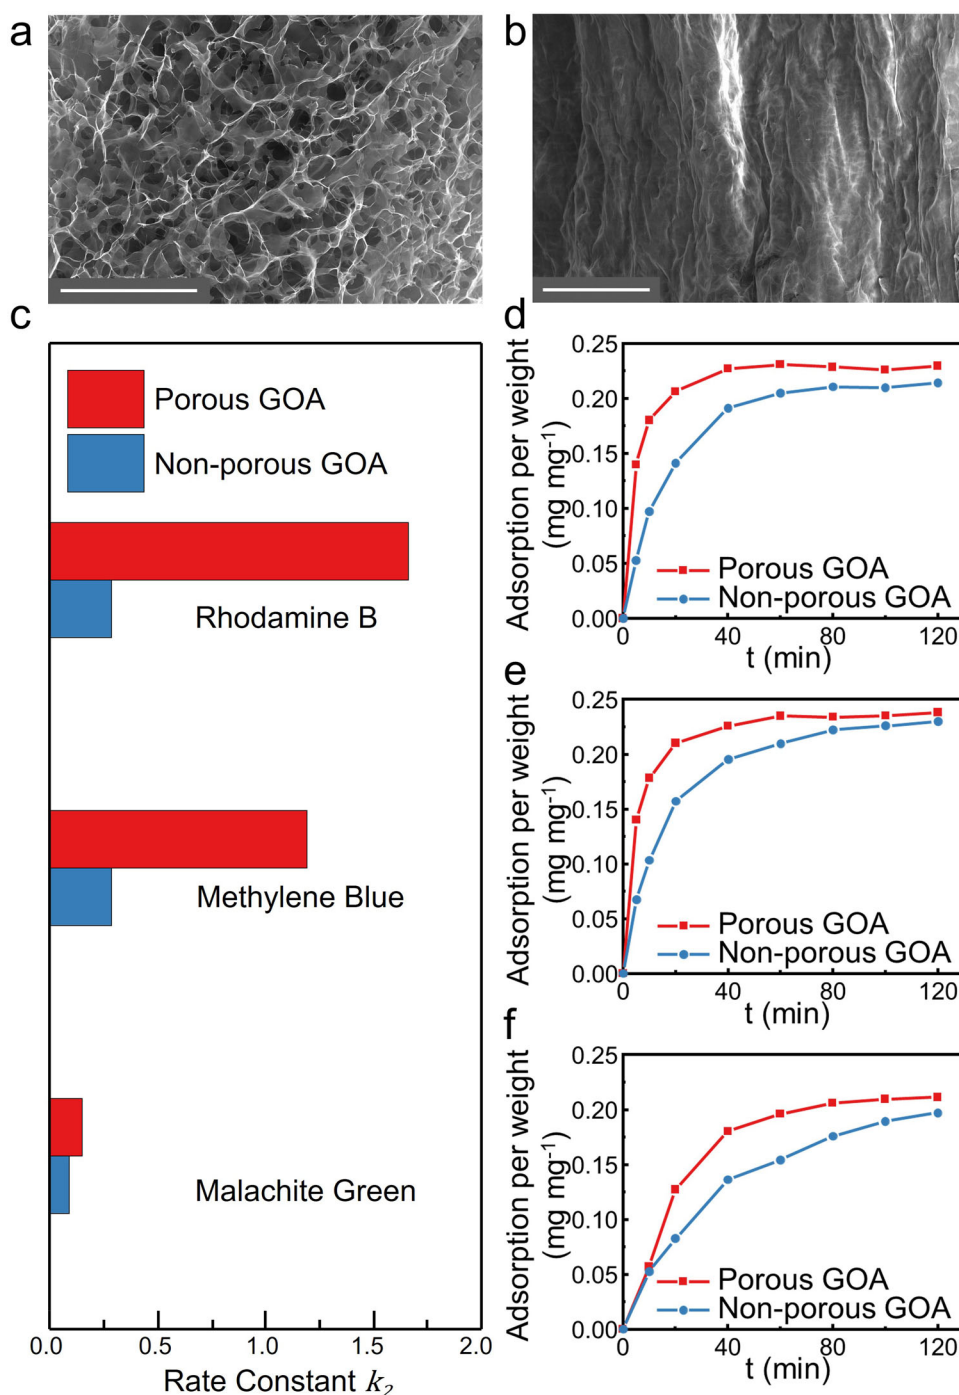 a
b
c
Porous GOA
Non-porous GOA
Rhodamine B
Methylene Blue
Malachite Green
0.0 0.5 1.0 1.5 2.0
Rate Constant k₂
d
Adsorption per weight
(mg mg⁻¹)
0.25
0.20
0.15
0.10
0.05
0.00
Porous GOA
Non-porous GOA
0 40 80 120
t (min)
e
Adsorption per weight
(mg mg⁻¹)
0.25
0.20
0.15
0.10
0.05
0.00
Porous GOA
Non-porous GOA
0 40 80 120
t (min)
f
Adsorption per weight
(mg mg⁻¹)
0.25
0.20
0.15
0.10
0.05
0.00
Porous GOA
Non-porous GOA
0 40 80 120
t (min)